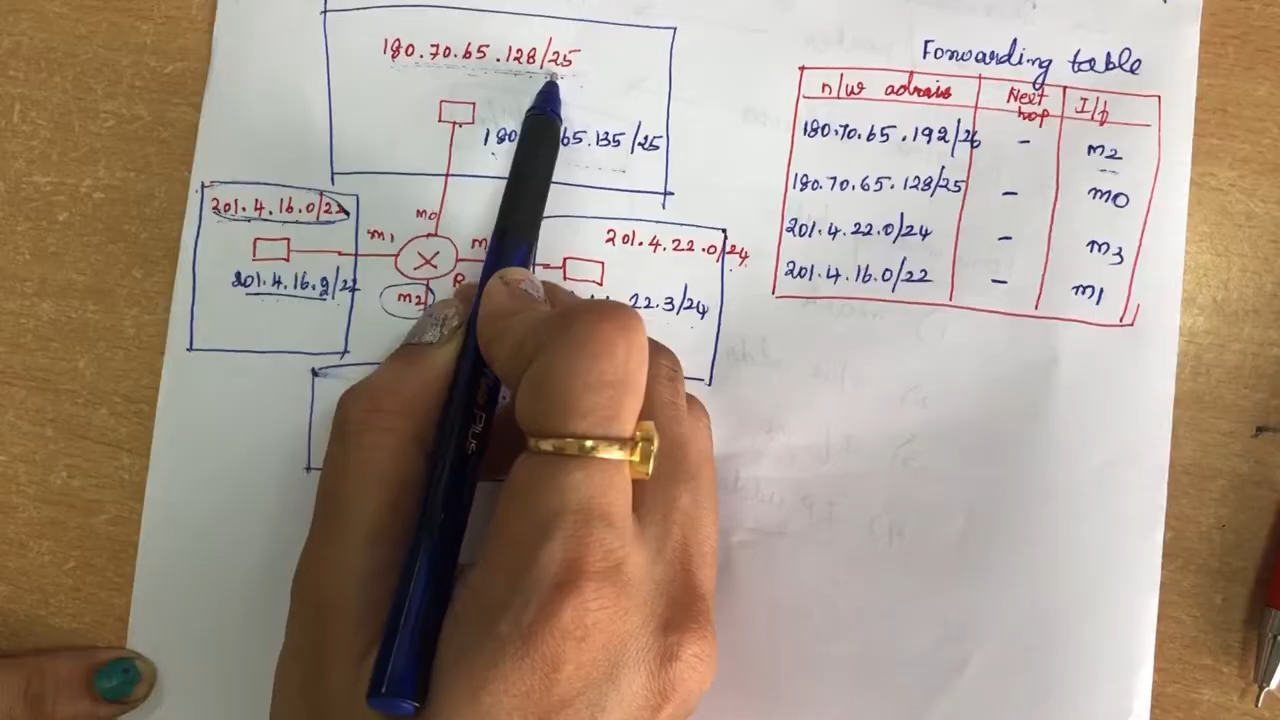 180.70.65.128/25
180. 65.135/25
201.4.16.0/22
m0
m1
m
201.4.22.0/24
201.4.16.2/22
m2
R
22.3/24
Forwarding table
n/w
Next hop
I/f
180.70.65.192/26 - m2
180.70.65.128/25 - m0
201.4.22.0/24 - m3
201.4.16.0/22 - m1
Plus